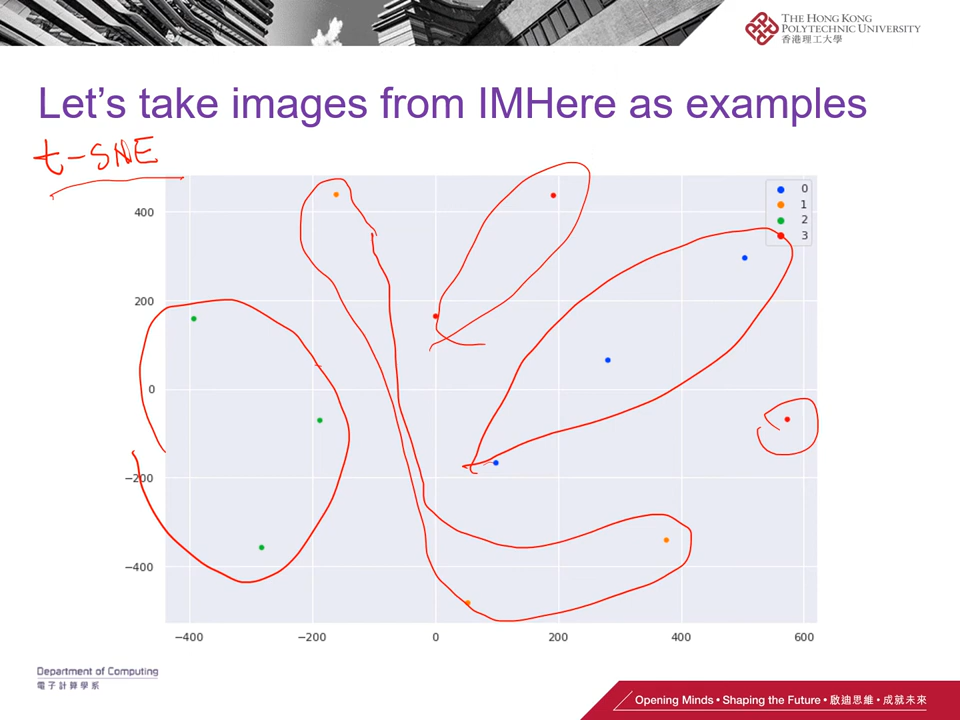 THE HONG KONG
POLYTECHNIC UNIVERSITY
香港理工大學
Let's take images from IMHere as examples
t-SNE
0
1
2
3
400
200
0
−200
−400
−400 −200 0 200 400 600
Department of Computing
電子計算學系
Opening Minds • Shaping the Future • 啟迪思維 • 成就未來